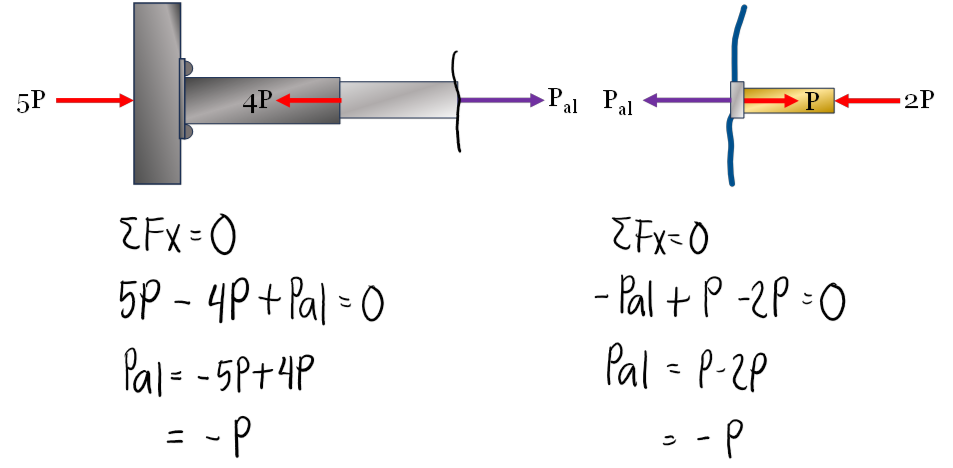 5P 4P Pal Pal P 2P
ΣFx=0
5P - 4P + Pal = 0
Pal = -5P+4P
= -P
ΣFx=0
-Pal + P -2P = 0
Pal = P-2P
= -P